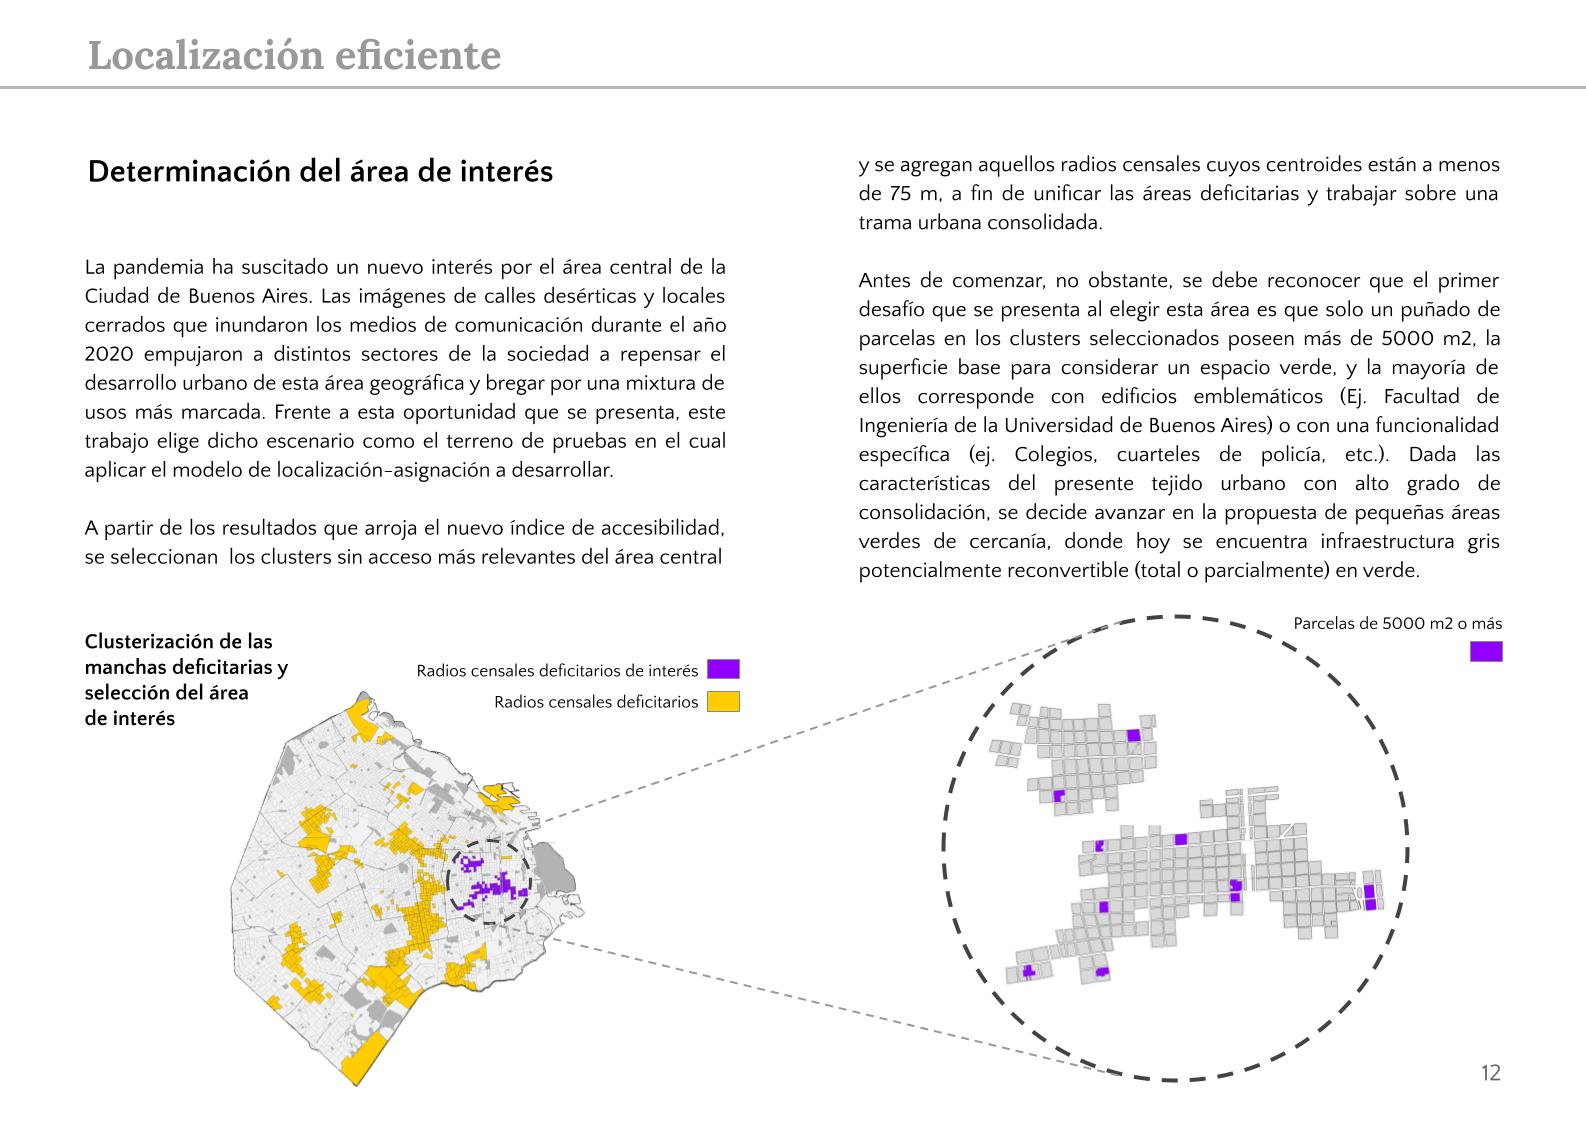 Localización eficiente
Determinación del área de interés
La pandemia ha suscitado un nuevo interés por el área central de la
Ciudad de Buenos Aires. Las imágenes de calles desérticas y locales
cerrados que inundaron los medios de comunicación durante el año
2020 empujaron a distintos sectores de la sociedad a repensar el
desarrollo urbano de esta área geográfica y bregar por una mixtura de
usos más marcada. Frente a esta oportunidad que se presenta, este
trabajo elige dicho escenario como el terreno de pruebas en el cual
aplicar el modelo de localización-asignación a desarrollar.
A partir de los resultados que arroja el nuevo índice de accesibilidad,
se seleccionan  los clusters sin acceso más relevantes del área central
y se agregan aquellos radios censales cuyos centroides están a menos
de 75 m, a fin de unificar las áreas deficitarias y trabajar sobre una
trama urbana consolidada.
Antes de comenzar, no obstante, se debe reconocer que el primer
desafío que se presenta al elegir esta área es que solo un puñado de
parcelas en los clusters seleccionados poseen más de 5000 m2, la
superficie base para considerar un espacio verde, y la mayoría de
ellos corresponde con edificios emblemáticos (Ej. Facultad de
Ingeniería de la Universidad de Buenos Aires) o con una funcionalidad
específica (ej. Colegios, cuarteles de policía, etc.). Dada las
características del presente tejido urbano con alto grado de
consolidación, se decide avanzar en la propuesta de pequeñas áreas
verdes de cercanía, donde hoy se encuentra infraestructura gris
potencialmente reconvertible (total o parcialmente) en verde.
Clusterización de las
manchas deficitarias y
selección del área
de interés
Radios censales deficitarios de interés
Radios censales deficitarios
Parcelas de 5000 m2 o más
12